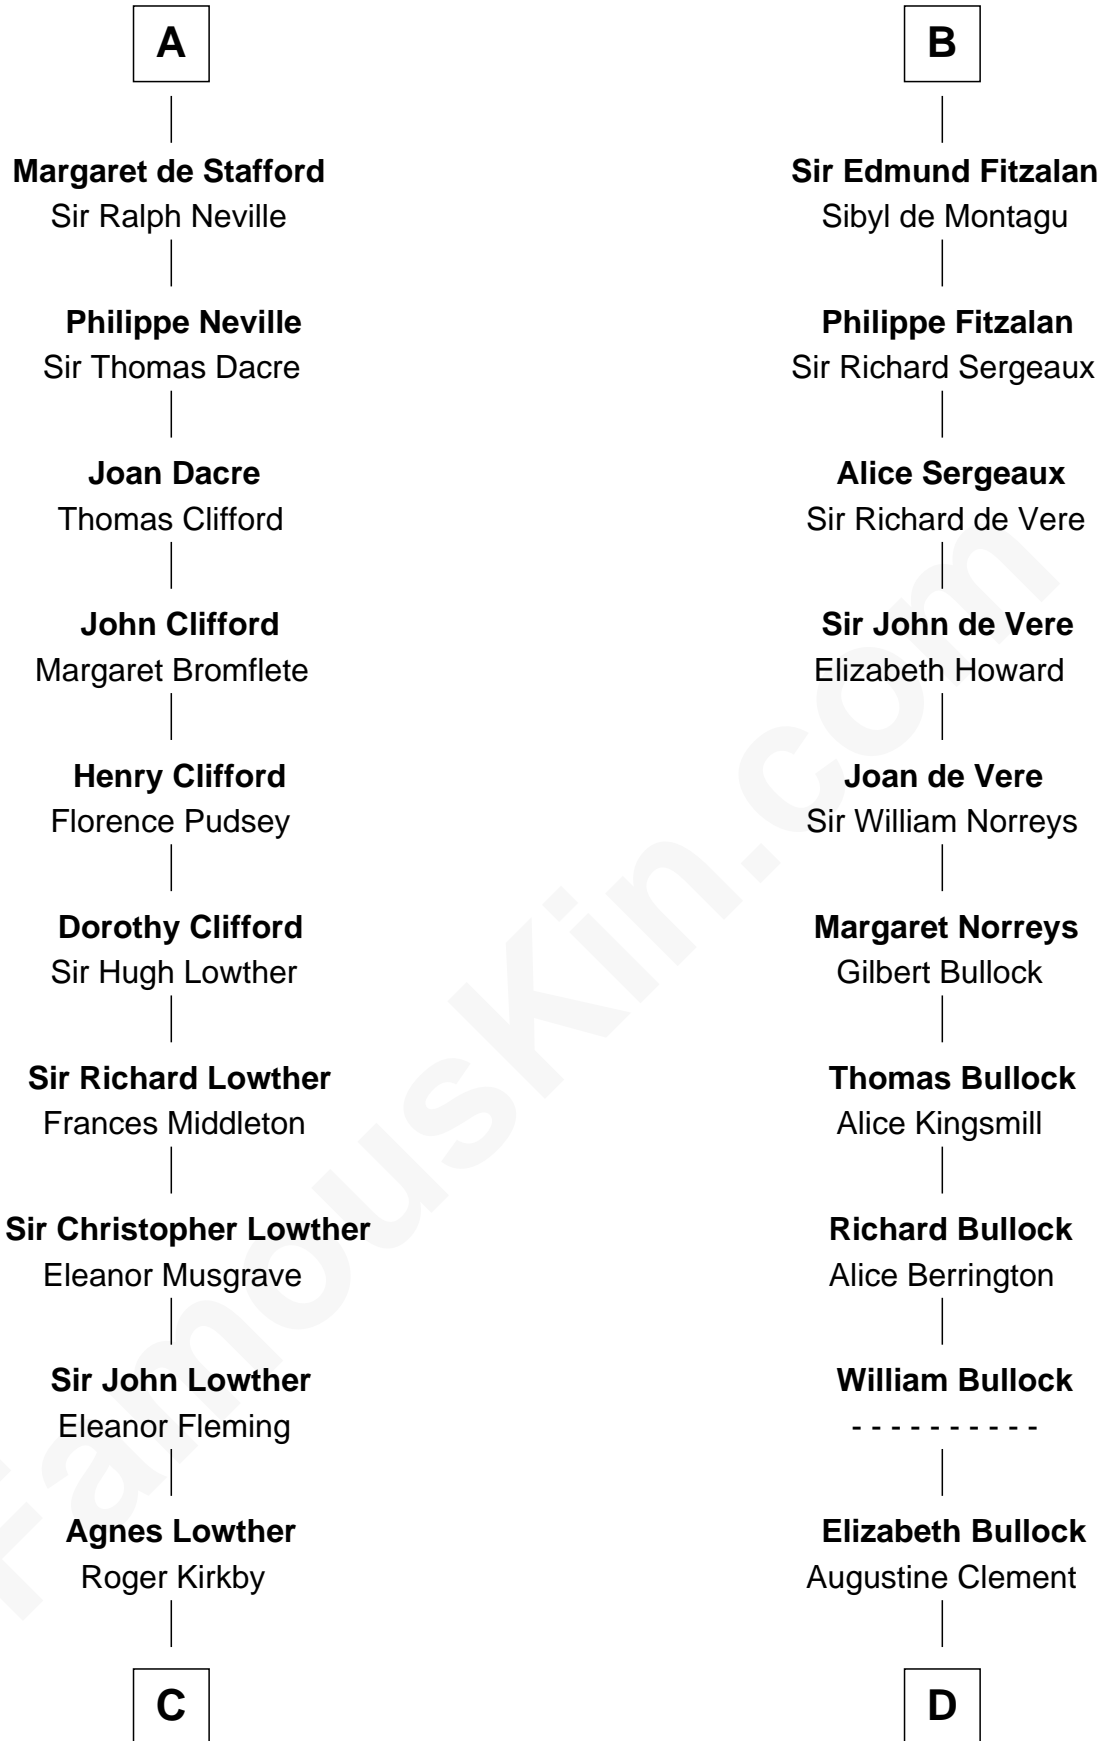 A
Margaret de Stafford
Sir Ralph Neville
Philippe Neville
Sir Thomas Dacre
Joan Dacre
Thomas Clifford
John Clifford
Margaret Bromflete
Henry Clifford
Florence Pudsey
Dorothy Clifford
Sir Hugh Lowther
Sir Richard Lowther
Frances Middleton
Sir Christopher Lowther
Eleanor Musgrave
Sir John Lowther
Eleanor Fleming
Agnes Lowther
Roger Kirkby
C
B
Sir Edmund Fitzalan
Sibyl de Montagu
Philippe Fitzalan
Sir Richard Sergeaux
Alice Sergeaux
Sir Richard de Vere
Sir John de Vere
Elizabeth Howard
Joan de Vere
Sir William Norreys
Margaret Norreys
Gilbert Bullock
Thomas Bullock
Alice Kingsmill
Richard Bullock
Alice Berrington
William Bullock
- - - - - - - - - -
Elizabeth Bullock
Augustine Clement
D
FamousKin.com